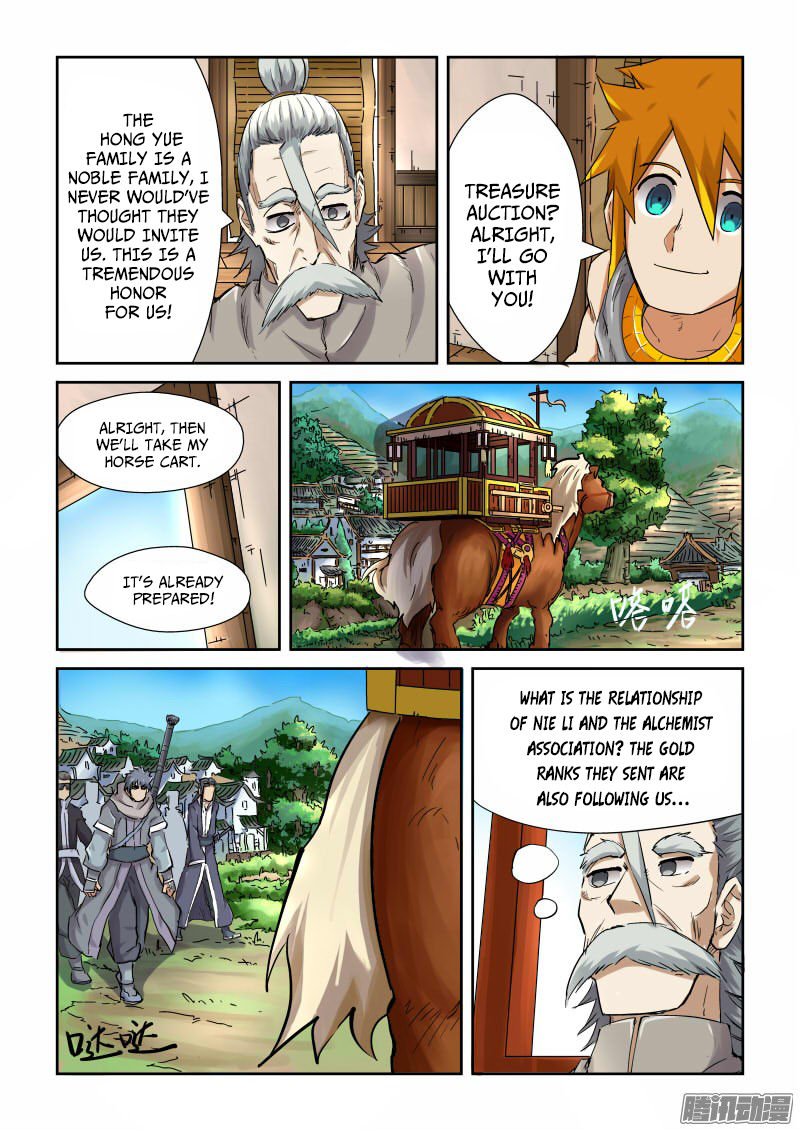 THE
HONG YUE
FAMILY IS A
NOBLE FAMILY, I
NEVER WOULD'VE
THOUGHT THEY
WOULD INVITE
US. THIS IS A
TREMENDOUS
HONOR
FOR US!
TREASURE
AUCTION?
ALRIGHT,
I'LL GO
WITH
YOU!
ALRIGHT, THEN
WE'LL TAKE MY
HORSE CART.
IT'S ALREADY
PREPARED!
嗒嗒
哒哒
WHAT IS THE RELATIONSHIP
OF NIE LI AND THE ALCHEMIST
ASSOCIATION? THE GOLD
RANKS THEY SENT ARE
ALSO FOLLOWING US...
腾讯动漫